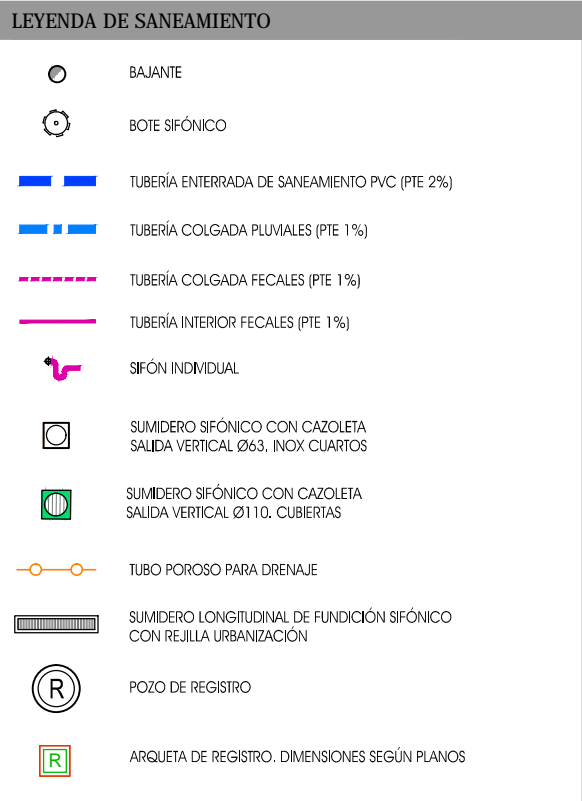 LEYENDA DE SANEAMIENTO
BAJANTE
BOTE SIFÓNICO
TUBERÍA ENTERRADA DE SANEAMIENTO PVC (PTE 2%)
TUBERÍA COLGADA PLUVIALES (PTE 1%)
TUBERÍA COLGADA FECALES (PTE 1%)
TUBERÍA INTERIOR FECALES (PTE 1%)
SIFÓN INDIVIDUAL
SUMIDERO SIFÓNICO CON CAZOLETA
SALIDA VERTICAL Ø63. INOX CUARTOS
SUMIDERO SIFÓNICO CON CAZOLETA
SALIDA VERTICAL Ø110. CUBIERTAS
TUBO POROSO PARA DRENAJE
SUMIDERO LONGITUDINAL DE FUNDICIÓN SIFÓNICO
CON REJILLA URBANIZACIÓN
R POZO DE REGISTRO
R ARQUETA DE REGISTRO. DIMENSIONES SEGÚN PLANOS